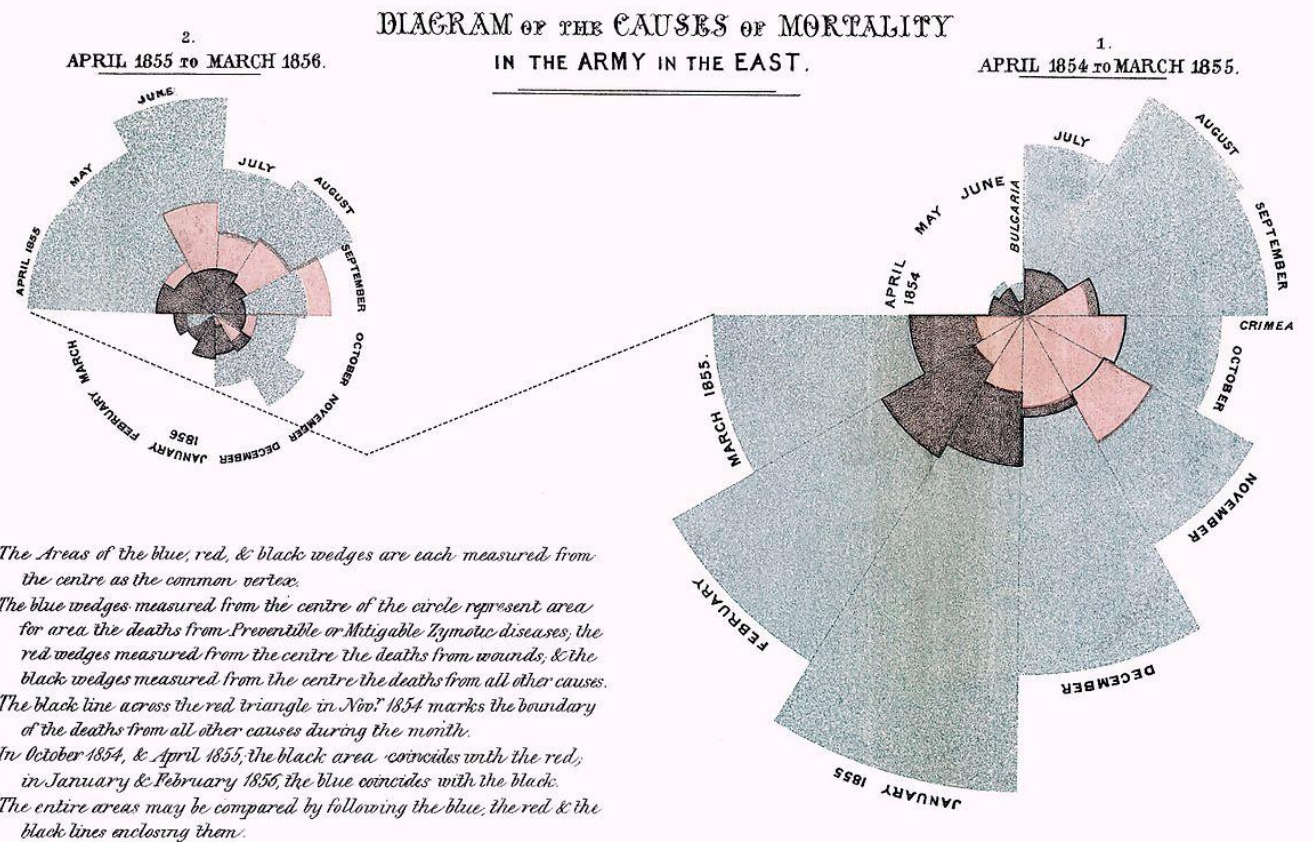 DIAGRAM OF THE CAUSES OF MORTALITY
IN THE ARMY IN THE EAST.
2.
APRIL 1855 TO MARCH 1856.
1.
APRIL 1854 TO MARCH 1855.
APRIL 1855
MAY
JUNE
JULY
AUGUST
SEPTEMBER
OCTOBER
NOVEMBER
DECEMBER
JANUARY
1856
FEBRUARY
MARCH
APRIL
1854
MAY
JUNE
BULGARIA
JULY
AUGUST
SEPTEMBER
CRIMEA
OCTOBER
NOVEMBER
DECEMBER
JANUARY 1855
FEBRUARY
MARCH 1855.
The Areas of the blue, red, & black wedges are each measured from
the centre as the common vertex.
The blue wedges measured from the centre of the circle represent area
for area the deaths from Preventible or Mitigable Zymotic diseases; the
red wedges measured from the centre the deaths from wounds; & the
black wedges measured from the centre the deaths from all other causes.
The black line across the red triangle in Novr. 1854 marks the boundary
of the deaths from all other causes during the month.
In October 1854, & April 1855, the black area coincides with the red;
in January & February 1856, the blue coincides with the black.
The entire areas may be compared by following the blue, the red & the
black lines enclosing them.